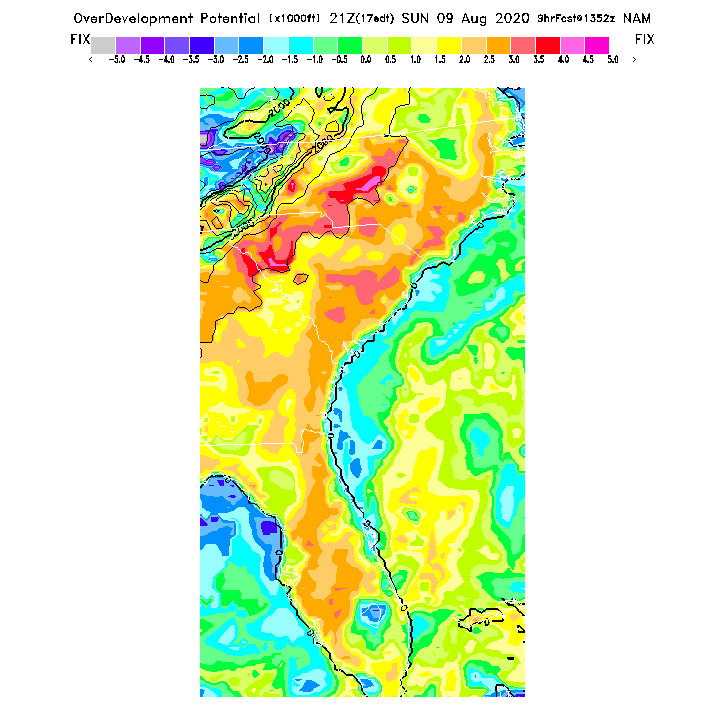 OverDevelopment Potential [x1000ft] 21Z(17edt) SUN 09 Aug 2020 9hrFcst@1352z NAM
FIX FIX
< -5.0 -4.5 -4.0 -3.5 -3.0 -2.5 -2.0 -1.5 -1.0 -0.5 0.0 0.5 1.0 1.5 2.0 2.5 3.0 3.5 4.0 4.5 5.0 >
2000
2000